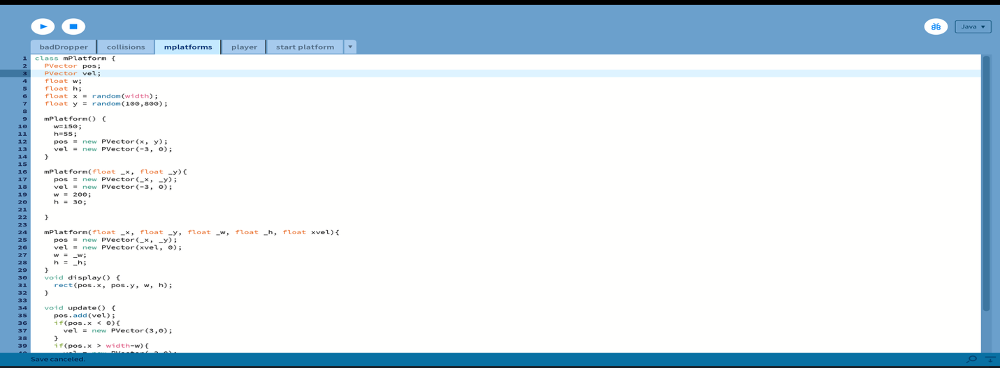 Java
badDropper collisions mplatforms player start platform
1 class mPlatform {
2 PVector pos;
3 PVector vel;
4 float w;
5 float h;
6 float x = random(width);
7 float y = random(100,800);
8
9 mPlatform() {
10 w=150;
11 h=55;
12 pos = new PVector(x, y);
13 vel = new PVector(-3, 0);
14 }
15
16 mPlatform(float _x, float _y){
17 pos = new PVector(_x, _y);
18 vel = new PVector(-3, 0);
19 w = 200;
20 h = 30;
21
22 }
23
24 mPlatform(float _x, float _y, float _w, float _h, float xvel){
25 pos = new PVector(_x, _y);
26 vel = new PVector(xvel, 0);
27 w = _w;
28 h = _h;
29 }
30 void display() {
31 rect(pos.x, pos.y, w, h);
32 }
33
34 void update() {
35 pos.add(vel);
36 if(pos.x < 0){
37 vel = new PVector(3,0);
38 }
39 if(pos.x > width-w){
Save canceled.